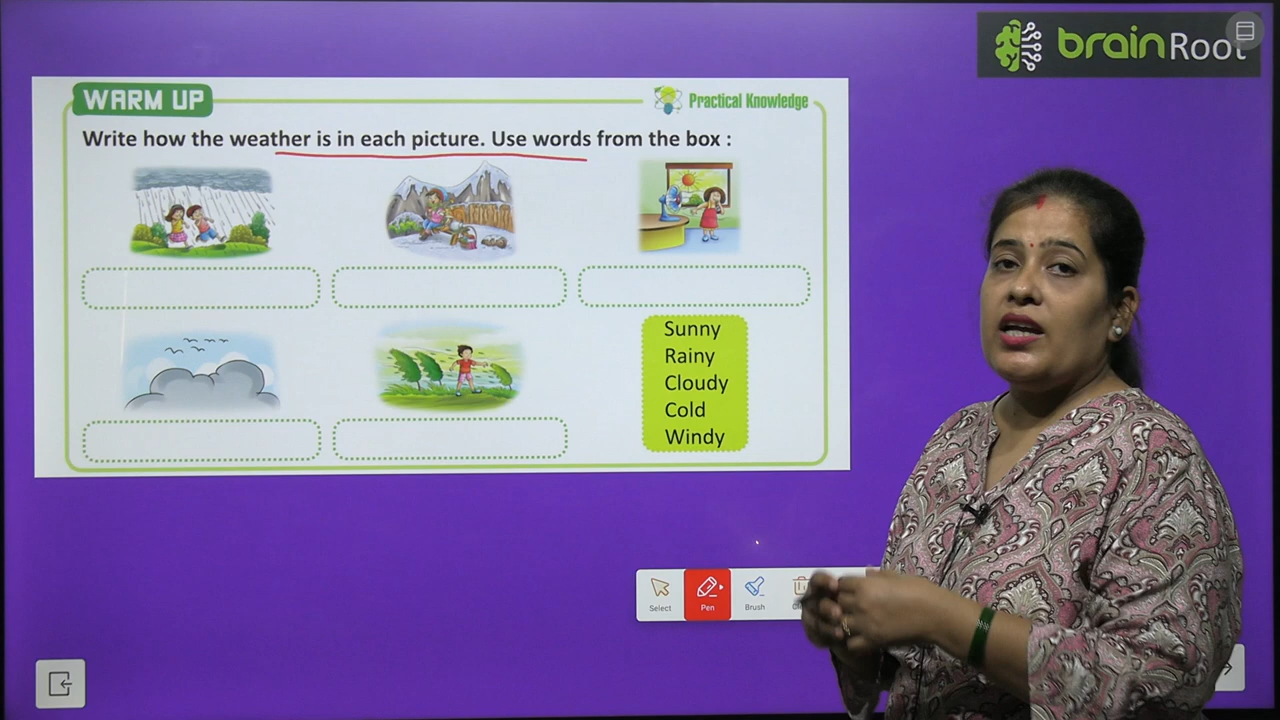 brainRoot
WARM UP
Practical Knowledge
Write how the weather is in each picture. Use words from the box :
Sunny
Rainy
Cloudy
Cold
Windy
Select
Pen
Brush